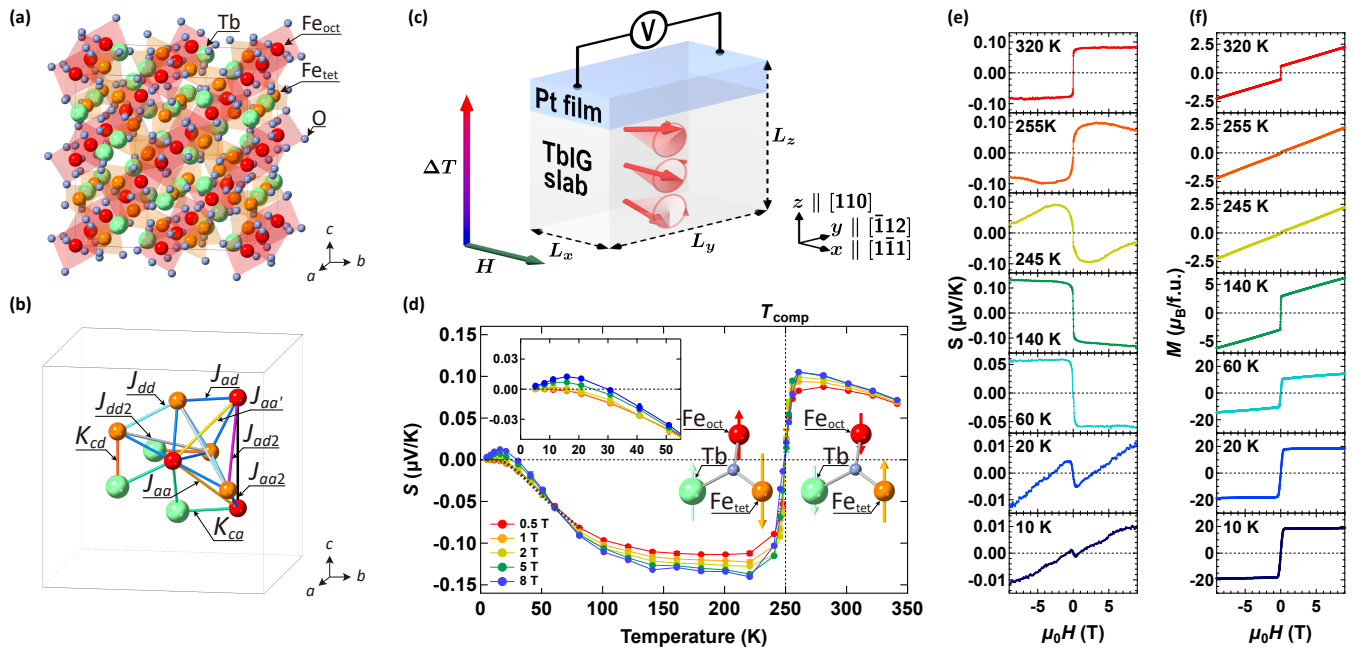 (a)
Tb
Fe_oct
Fe_tet
O
c
a
b
(b)
J_dd
J_ad
J_aa'
J_dd2
K_cd
J_ad2
J_aa
J_aa2
K_ca
c
a
b
(c)
V
Pt film
TbIG
slab
ΔT
H
L_x
L_y
L_z
z ∥ [110]
y ∥ [1̄12]
x ∥ [11̄1]
(d)
T_comp
S (μV/K)
0.15
0.10
0.05
0.00
-0.05
-0.10
-0.15
0.03
0.00
-0.03
0 10 20 30 40 50
Fe_oct
Tb
Fe_tet
Fe_oct
Tb
Fe_tet
0.5 T
1 T
2 T
5 T
8 T
0 50 100 150 200 250 300 350
Temperature (K)
(e)
S (μV/K)
320 K
0.10
0.00
-0.10
255K
0.10
0.00
-0.10
245 K
0.10
0.00
-0.10
140 K
0.10
0.00
-0.10
60 K
0.05
0.00
-0.05
20 K
0.01
0.00
-0.01
10 K
0.01
0.00
-0.01
-5 0 5
μ₀H (T)
(f)
M (μ_B/f.u.)
320 K
2.5
0.0
-2.5
255 K
2.5
0.0
-2.5
245 K
2.5
0.0
-2.5
140 K
5
0
-5
60 K
20
0
-20
20 K
20
0
-20
10 K
20
0
-20
-5 0 5
μ₀H (T)